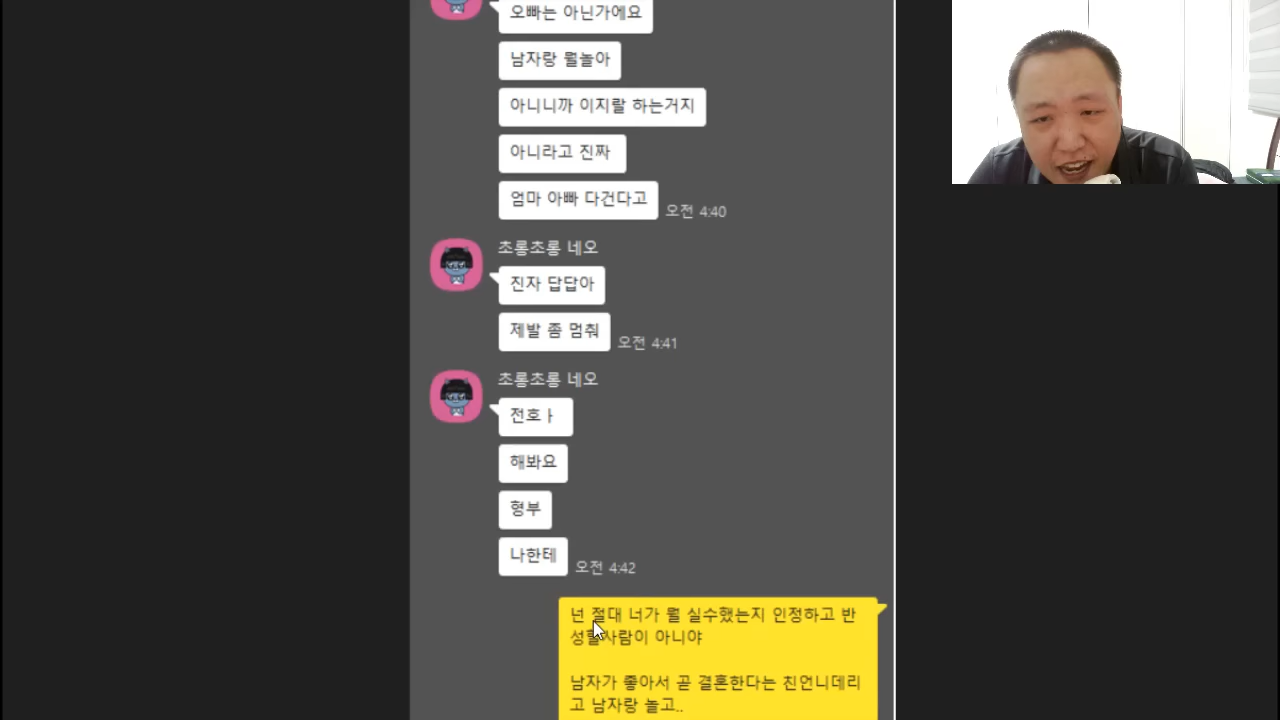 오빠는 아닌가에요
남자랑 뭘놀아
아니니까 이지랄 하는거지
아니라고 진짜
엄마 아빠 다건다고
오전 4:40
초롱초롱 네오
진자 답답아
제발 좀 멈춰
오전 4:41
초롱초롱 네오
전호ㅏ
해봐요
형부
나한테
오전 4:42
넌 절대 너가 뭘 실수했는지 인정하고 반
성할사람이 아니야
남자가 좋아서 곧 결혼한다는 친언니데리
고 남자랑 놀고..